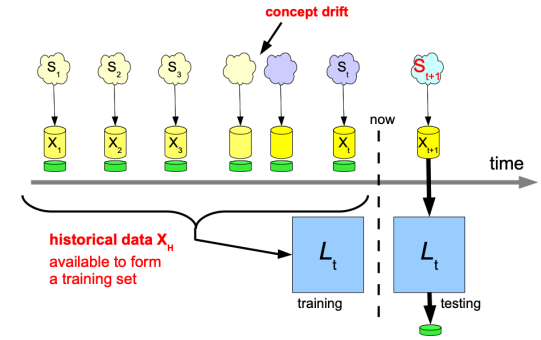 concept drift
S1 S2 S3 St St+1
now
X1 X2 X3 Xt Xt+1
time
historical data XH
available to form
a training set
Lt Lt
training testing